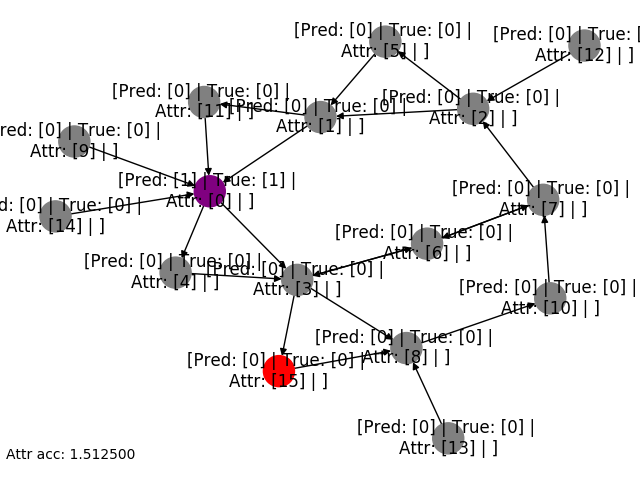 [Pred: [0] | True: [0] |
Attr: [5] | ]
[Pred: [0] | True: [
Attr: [12] | ]
[Pred: [0] | True: [0] |
Attr: [11] | ]
[Pred: [0] | True: [0] |
Attr: [1] | ]
[Pred: [0] | True: [0] |
Attr: [2] | ]
red: [0] | True: [0] |
Attr: [9] | ]
[Pred: [1] | True: [1] |
Attr: [0] | ]
d: [0] | True: [0] |
Attr: [14] | ]
[Pred: [0] | True: [0] |
Attr: [7] | ]
[Pred: [0] | True: [0] |
Attr: [6] | ]
[Pred: [0] | True: [0] |
Attr: [4] | ]
[Pred: [0] | True: [0] |
Attr: [3] | ]
[Pred: [0] | True: [0] |
Attr: [10] | ]
[Pred: [0] | True: [0] |
Attr: [8] | ]
[Pred: [0] | True: [0] |
Attr: [15] | ]
[Pred: [0] | True: [0] |
Attr: [13] | ]
Attr acc: 1.512500